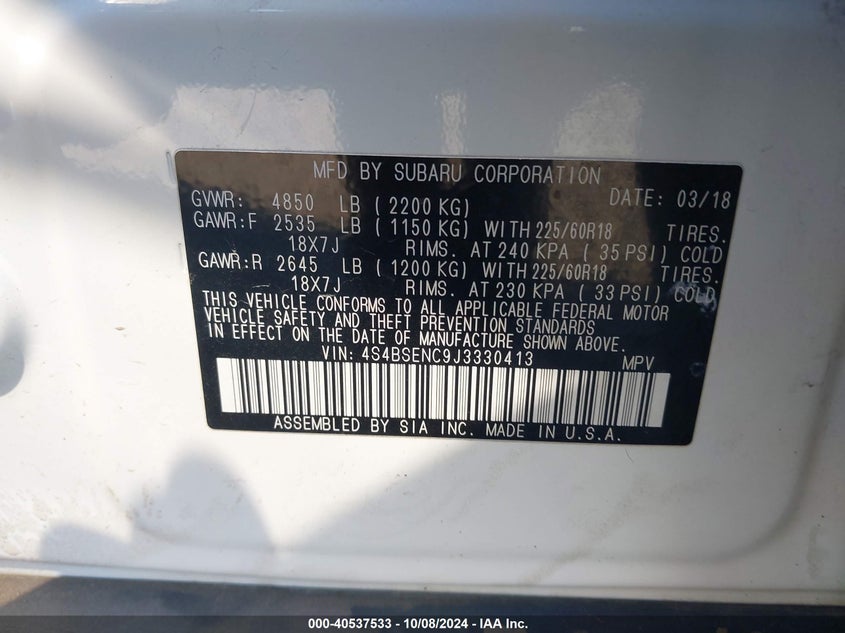 MFD BY SUBARU CORPORATION
GVWR: 4850 LB ( 2200 KG) DATE: 03/18
GAWR:F 2535 LB ( 1150 KG) WITH 225/60R18 TIRES.
18X7J RIMS. AT 240 KPA ( 35 PSI) COLD
GAWR:R 2645 LB ( 1200 KG) WITH 225/60R18 TIRES.
18X7J RIMS. AT 230 KPA ( 33 PSI) COLD.
THIS VEHICLE CONFORMS TO ALL APPLICABLE FEDERAL MOTOR
VEHICLE SAFETY AND THEFT PREVENTION STANDARDS
IN EFFECT ON THE DATE OF MANUFACTURE SHOWN ABOVE.
VIN: 4S4BSENC9J3330413 MPV
ASSEMBLED BY SIA INC. MADE IN U.S.A.
000-40537533 - 10/08/2024 - IAA Inc.